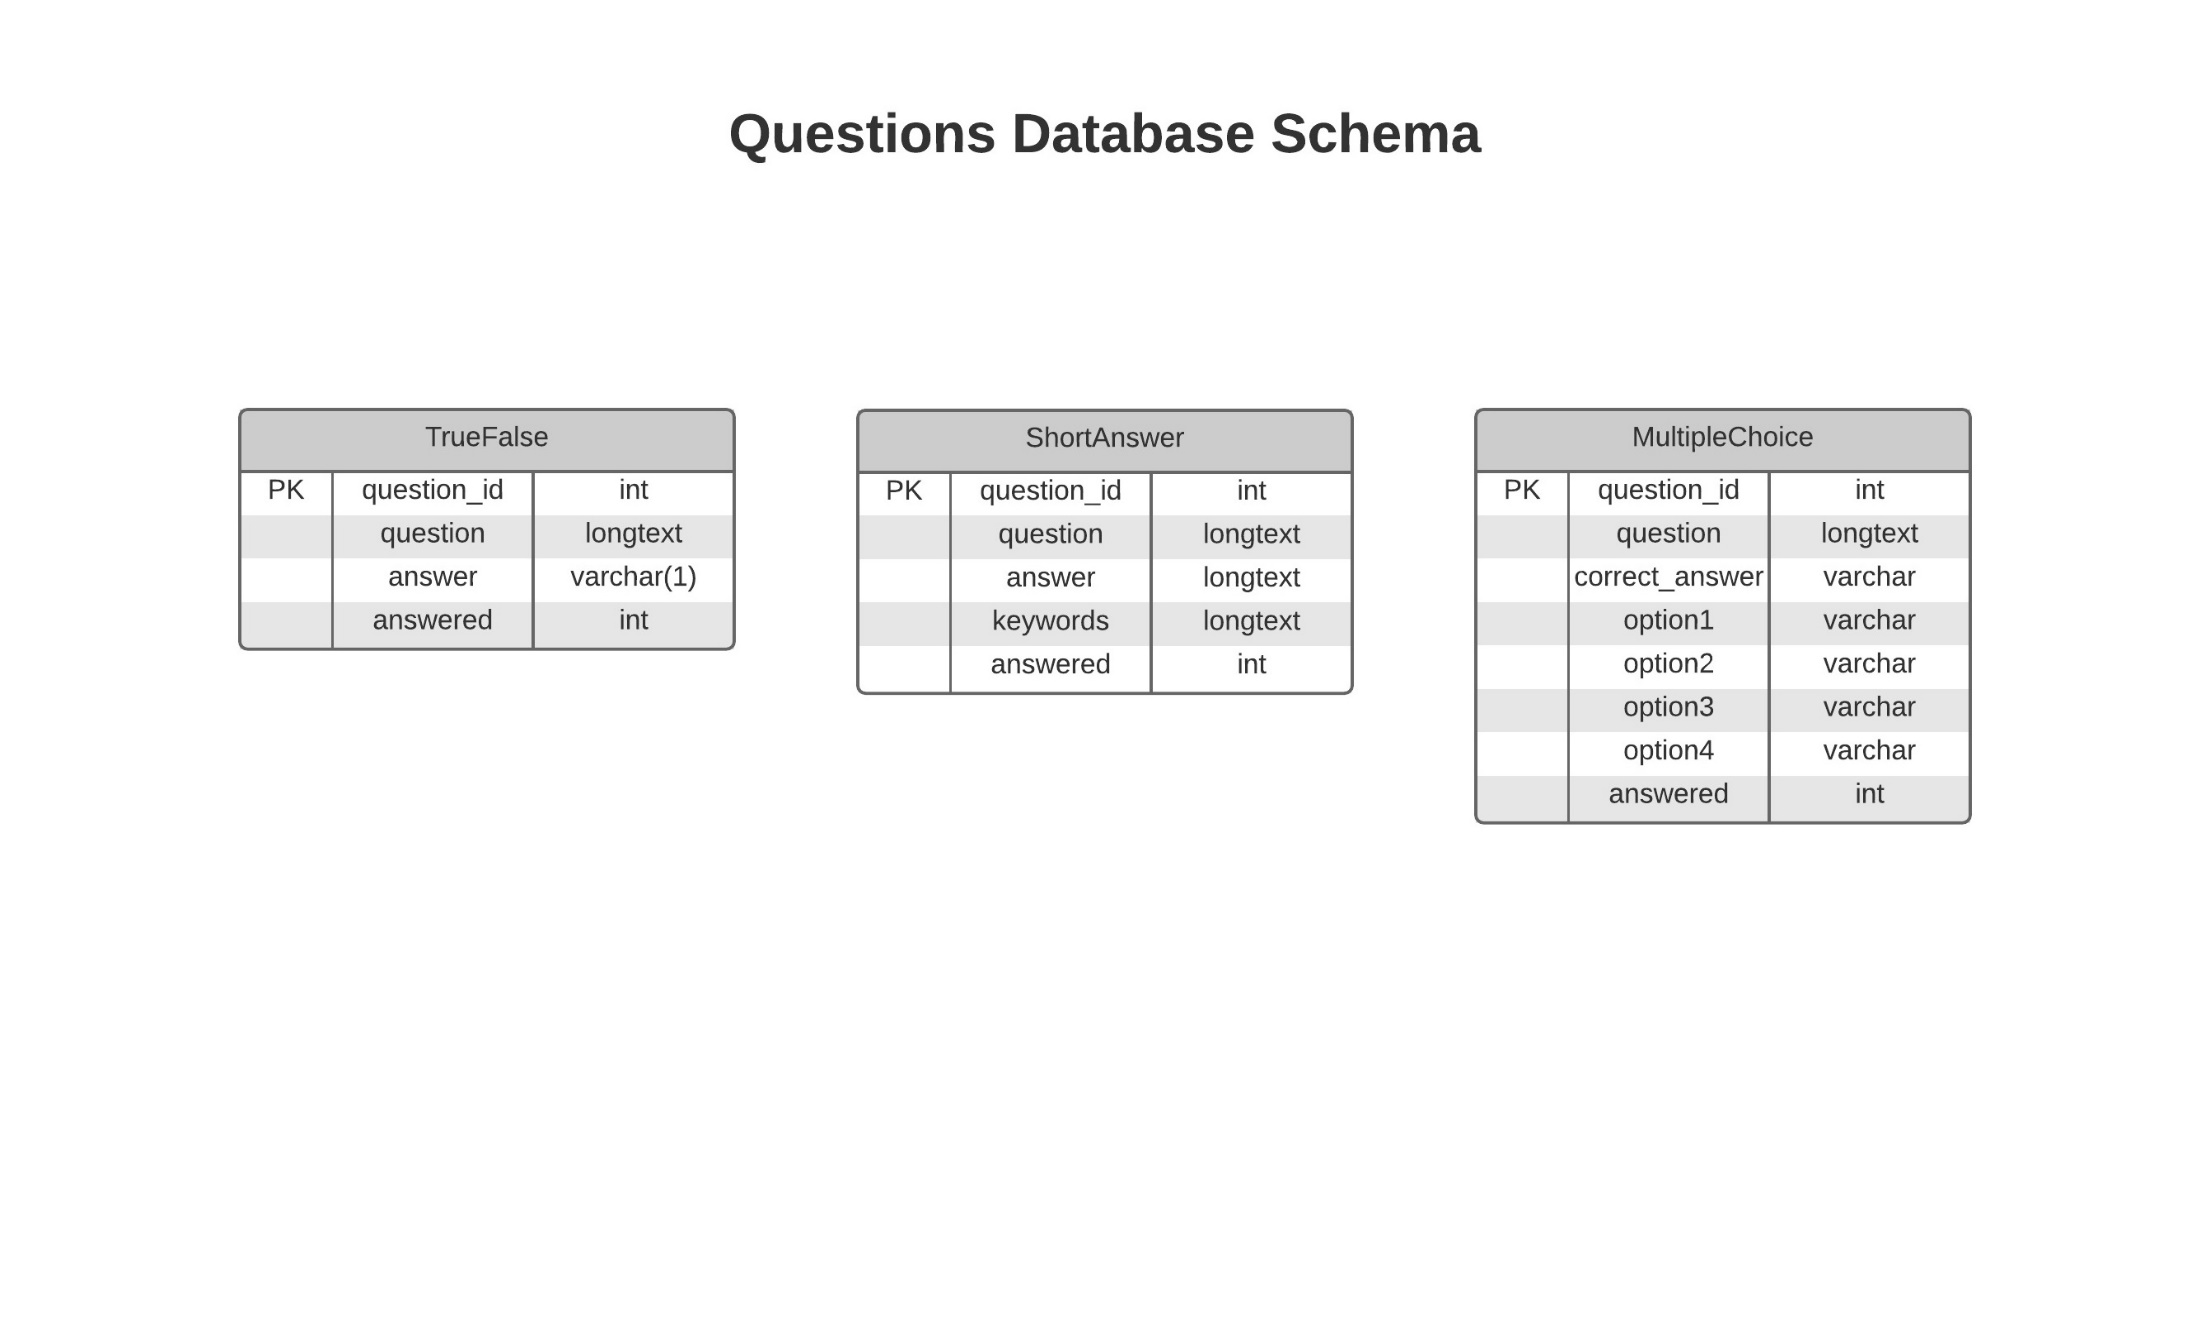 Questions Database Schema
TrueFalse
PK question_id int
question longtext
answer varchar(1)
answered int
ShortAnswer
PK question_id int
question longtext
answer longtext
keywords longtext
answered int
MultipleChoice
PK question_id int
question longtext
correct_answer varchar
option1 varchar
option2 varchar
option3 varchar
option4 varchar
answered int